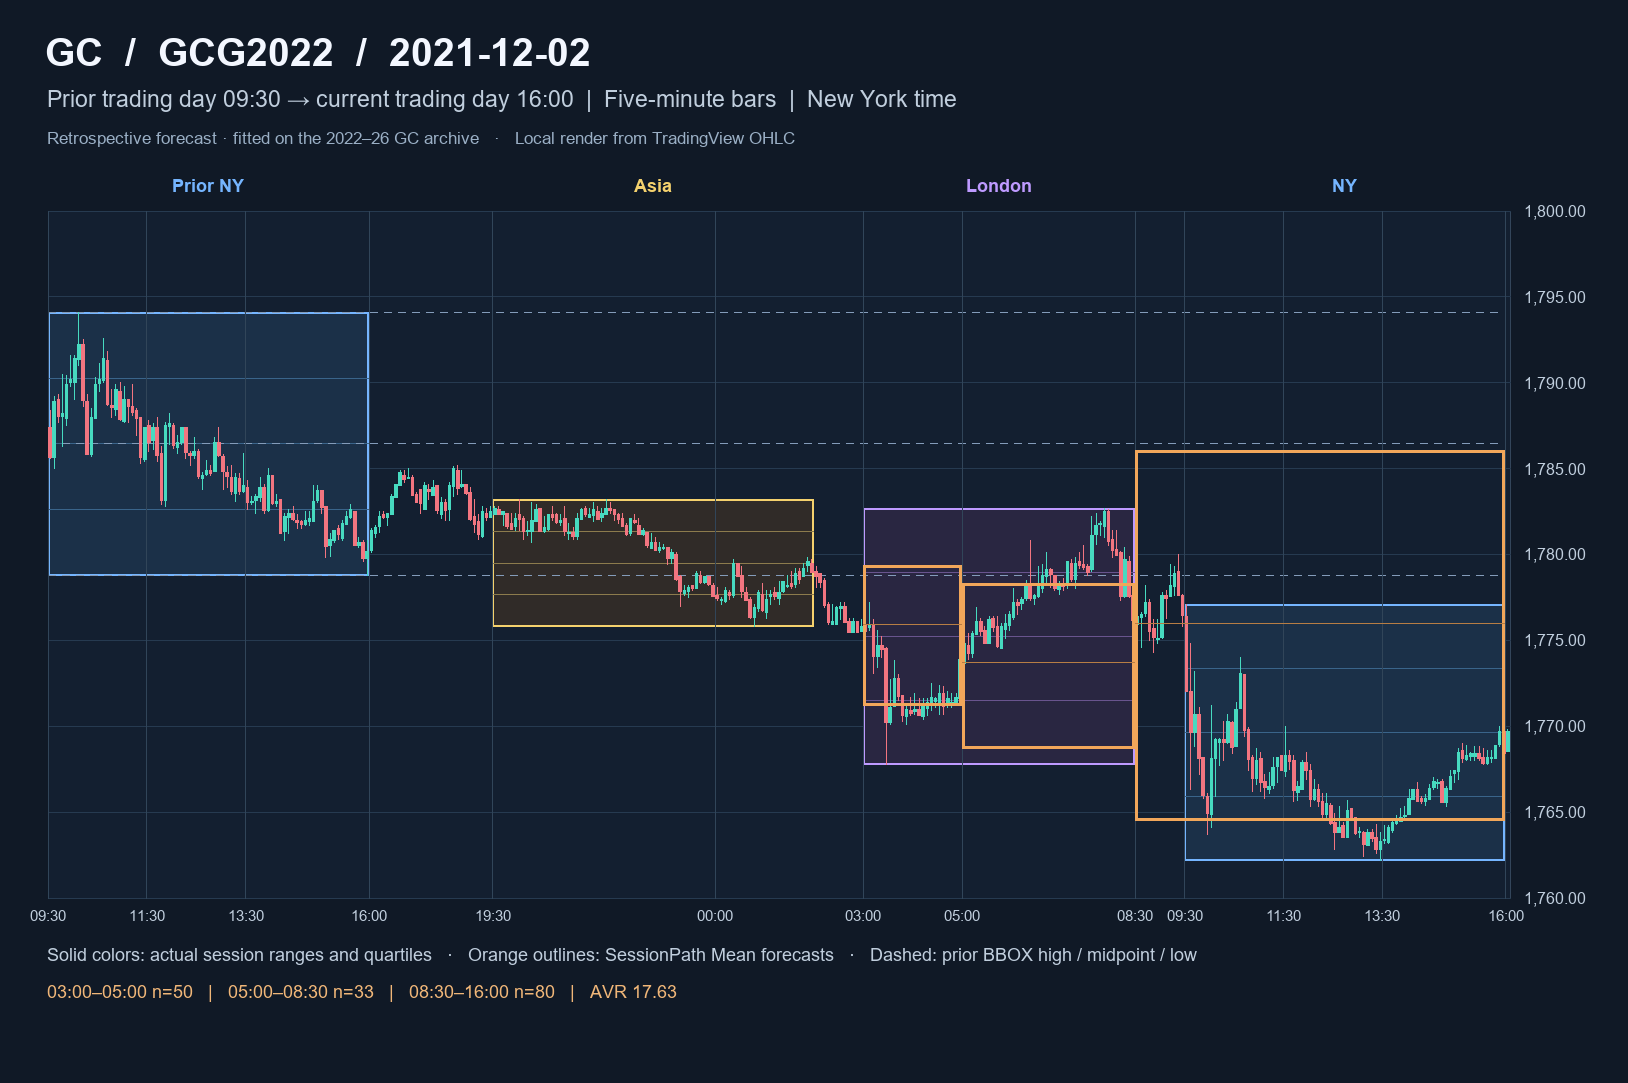 GC / GCG2022 / 2021-12-02
Prior trading day 09:30 → current trading day 16:00 | Five-minute bars | New York time
Retrospective forecast · fitted on the 2022–26 GC archive · Local render from TradingView OHLC
Prior NY Asia London NY
1,800.00
1,795.00
1,790.00
1,785.00
1,780.00
1,775.00
1,770.00
1,765.00
1,760.00
09:30 11:30 13:30 16:00 19:30 00:00 03:00 05:00 08:30 09:30 11:30 13:30 16:00
Solid colors: actual session ranges and quartiles · Orange outlines: SessionPath Mean forecasts · Dashed: prior BBOX high / midpoint / low
03:00–05:00 n=50 | 05:00–08:30 n=33 | 08:30–16:00 n=80 | AVR 17.63